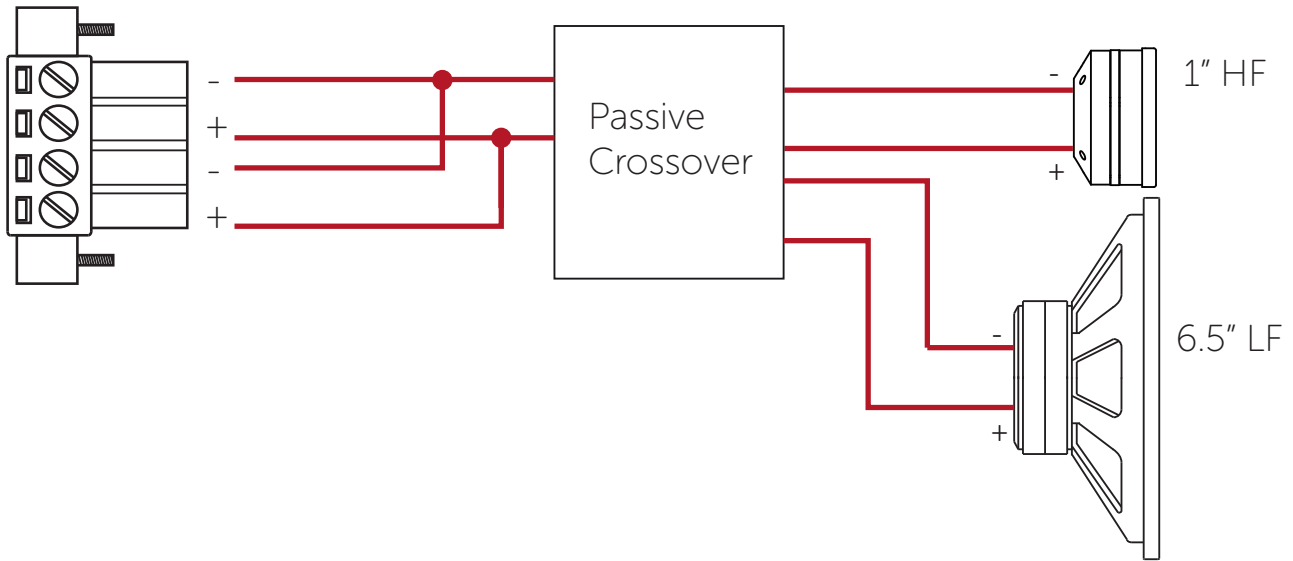 -
+
-
+
Passive
Crossover
-
+
1” HF
-
+
6.5” LF